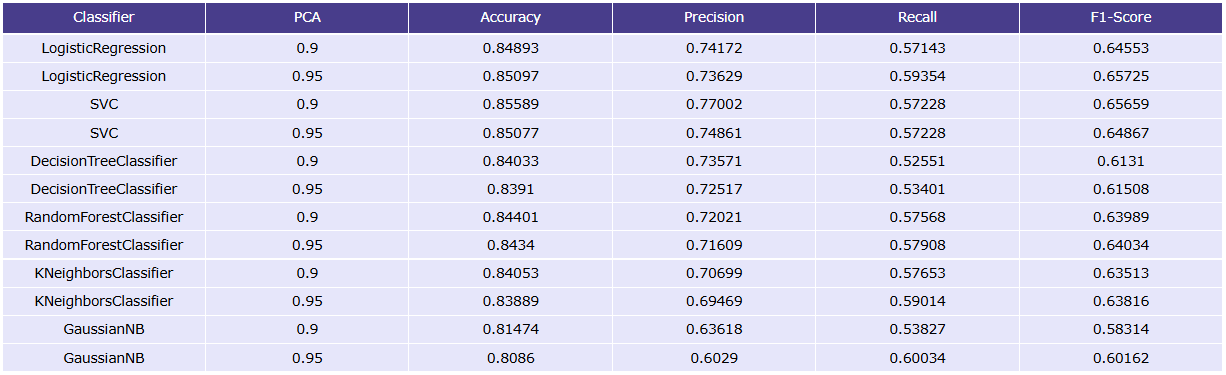 Classifier PCA Accuracy Precision Recall F1-Score
LogisticRegression 0.9 0.84893 0.74172 0.57143 0.64553
LogisticRegression 0.95 0.85097 0.73629 0.59354 0.65725
SVC 0.9 0.85589 0.77002 0.57228 0.65659
SVC 0.95 0.85077 0.74861 0.57228 0.64867
DecisionTreeClassifier 0.9 0.84033 0.73571 0.52551 0.6131
DecisionTreeClassifier 0.95 0.8391 0.72517 0.53401 0.61508
RandomForestClassifier 0.9 0.84401 0.72021 0.57568 0.63989
RandomForestClassifier 0.95 0.8434 0.71609 0.57908 0.64034
KNeighborsClassifier 0.9 0.84053 0.70699 0.57653 0.63513
KNeighborsClassifier 0.95 0.83889 0.69469 0.59014 0.63816
GaussianNB 0.9 0.81474 0.63618 0.53827 0.58314
GaussianNB 0.95 0.8086 0.6029 0.60034 0.60162